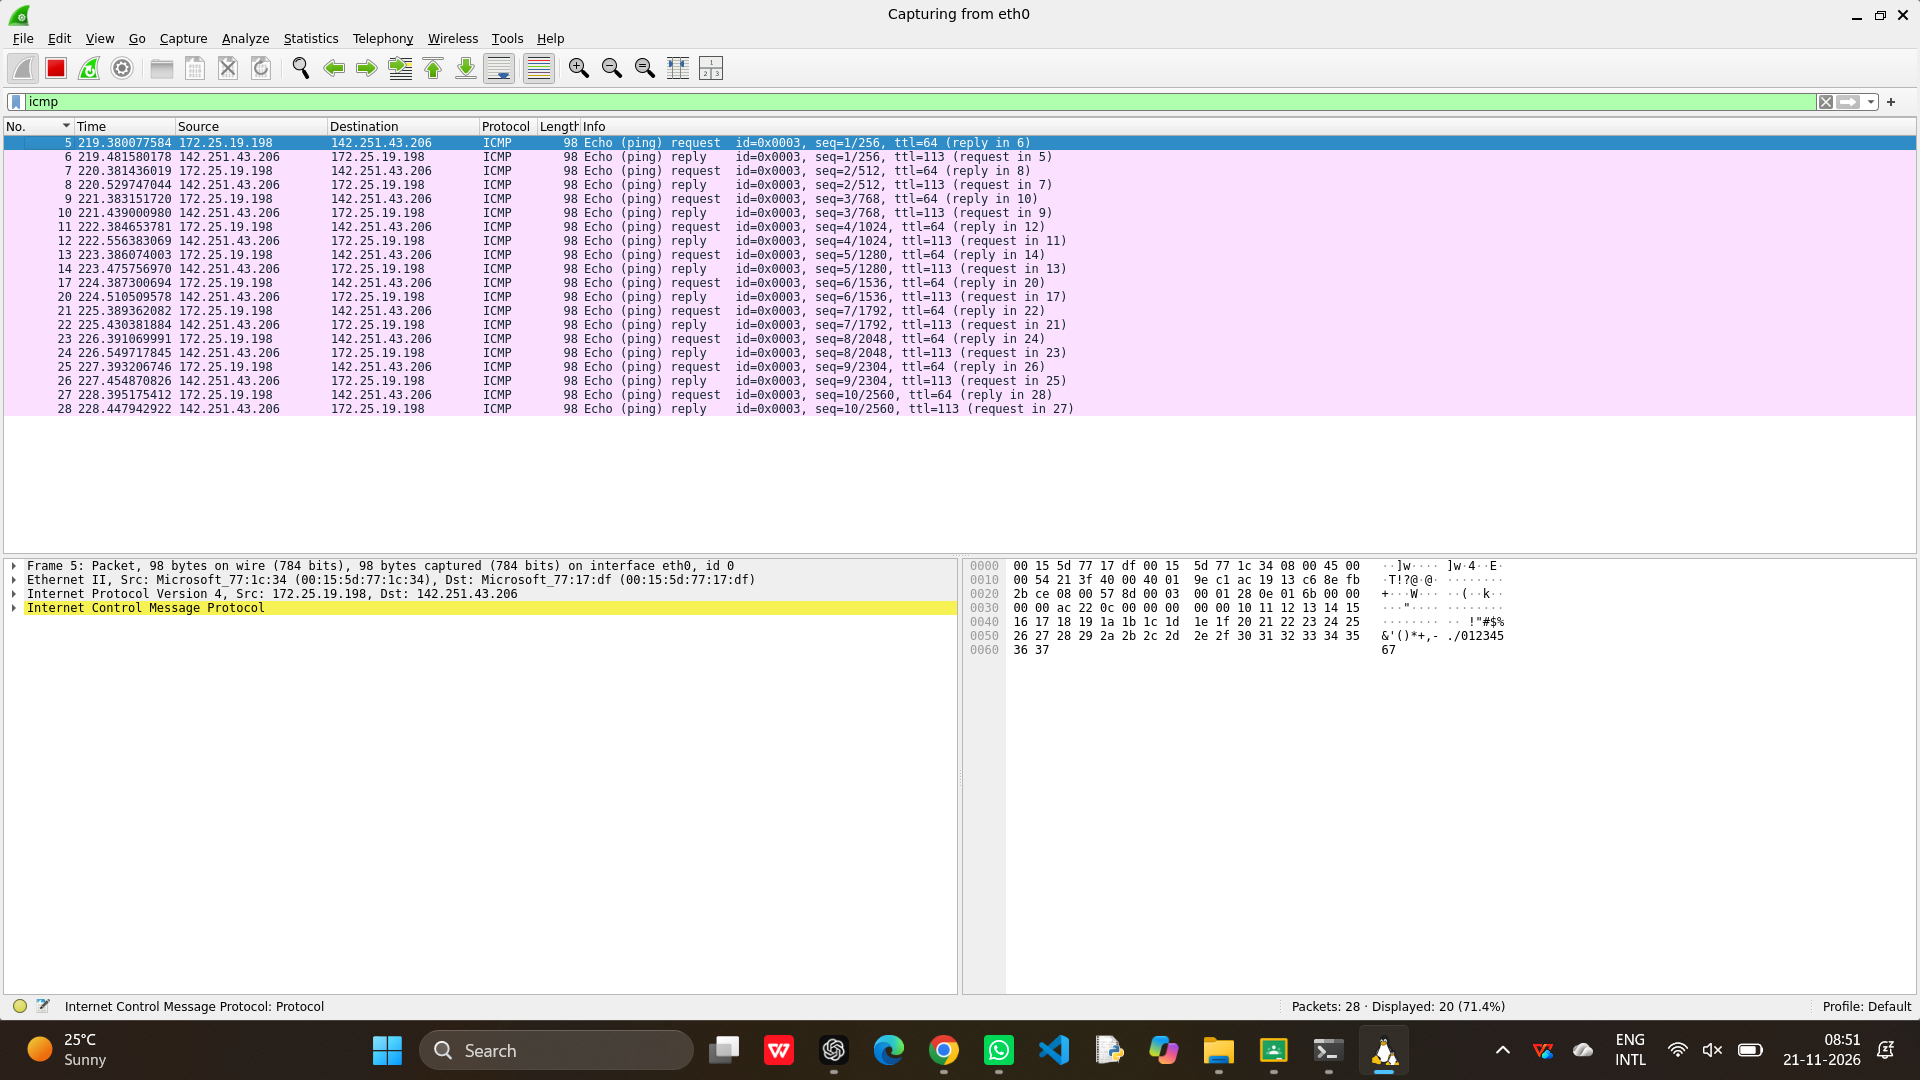 Capturing from eth0
File Edit View Go Capture Analyze Statistics Telephony Wireless Tools Help
icmp
No. Time Source Destination Protocol Length Info
5 219.380077584 172.25.19.198 142.251.43.206 ICMP 98 Echo (ping) request id=0x0003, seq=1/256, ttl=64 (reply in 6)
6 219.481580178 142.251.43.206 172.25.19.198 ICMP 98 Echo (ping) reply id=0x0003, seq=1/256, ttl=113 (request in 5)
7 220.381436019 172.25.19.198 142.251.43.206 ICMP 98 Echo (ping) request id=0x0003, seq=2/512, ttl=64 (reply in 8)
8 220.529747044 142.251.43.206 172.25.19.198 ICMP 98 Echo (ping) reply id=0x0003, seq=2/512, ttl=113 (request in 7)
9 221.383151720 172.25.19.198 142.251.43.206 ICMP 98 Echo (ping) request id=0x0003, seq=3/768, ttl=64 (reply in 10)
10 221.439000980 142.251.43.206 172.25.19.198 ICMP 98 Echo (ping) reply id=0x0003, seq=3/768, ttl=113 (request in 9)
11 222.384653781 172.25.19.198 142.251.43.206 ICMP 98 Echo (ping) request id=0x0003, seq=4/1024, ttl=64 (reply in 12)
12 222.556383069 142.251.43.206 172.25.19.198 ICMP 98 Echo (ping) reply id=0x0003, seq=4/1024, ttl=113 (request in 11)
13 223.386074003 172.25.19.198 142.251.43.206 ICMP 98 Echo (ping) request id=0x0003, seq=5/1280, ttl=64 (reply in 14)
14 223.475756970 142.251.43.206 172.25.19.198 ICMP 98 Echo (ping) reply id=0x0003, seq=5/1280, ttl=113 (request in 13)
17 224.387300694 172.25.19.198 142.251.43.206 ICMP 98 Echo (ping) request id=0x0003, seq=6/1536, ttl=64 (reply in 20)
20 224.510509578 142.251.43.206 172.25.19.198 ICMP 98 Echo (ping) reply id=0x0003, seq=6/1536, ttl=113 (request in 17)
21 225.389362082 172.25.19.198 142.251.43.206 ICMP 98 Echo (ping) request id=0x0003, seq=7/1792, ttl=64 (reply in 22)
22 225.430381884 142.251.43.206 172.25.19.198 ICMP 98 Echo (ping) reply id=0x0003, seq=7/1792, ttl=113 (request in 21)
23 226.391069991 172.25.19.198 142.251.43.206 ICMP 98 Echo (ping) request id=0x0003, seq=8/2048, ttl=64 (reply in 24)
24 226.549717845 142.251.43.206 172.25.19.198 ICMP 98 Echo (ping) reply id=0x0003, seq=8/2048, ttl=113 (request in 23)
25 227.393206746 172.25.19.198 142.251.43.206 ICMP 98 Echo (ping) request id=0x0003, seq=9/2304, ttl=64 (reply in 26)
26 227.454870826 142.251.43.206 172.25.19.198 ICMP 98 Echo (ping) reply id=0x0003, seq=9/2304, ttl=113 (request in 25)
27 228.395175412 172.25.19.198 142.251.43.206 ICMP 98 Echo (ping) request id=0x0003, seq=10/2560, ttl=64 (reply in 28)
28 228.447942922 142.251.43.206 172.25.19.198 ICMP 98 Echo (ping) reply id=0x0003, seq=10/2560, ttl=113 (request in 27)
Frame 5: Packet, 98 bytes on wire (784 bits), 98 bytes captured (784 bits) on interface eth0, id 0
Ethernet II, Src: Microsoft_77:1c:34 (00:15:5d:77:1c:34), Dst: Microsoft_77:17:df (00:15:5d:77:17:df)
Internet Protocol Version 4, Src: 172.25.19.198, Dst: 142.251.43.206
Internet Control Message Protocol
0000 00 15 5d 77 17 df 00 15 5d 77 1c 34 08 00 45 00 ··]w···· ]w·4··E·
0010 00 54 21 3f 40 00 40 01 9e c1 ac 19 13 c6 8e fb ·T!?@·@· ········
0020 2b ce 08 00 57 8d 00 03 00 01 28 0e 01 6b 00 00 +···W··· ··(··k··
0030 00 00 ac 22 0c 00 00 00 00 00 10 11 12 13 14 15 ···"···· ········
0040 16 17 18 19 1a 1b 1c 1d 1e 1f 20 21 22 23 24 25 ········ ·· !"#$%
0050 26 27 28 29 2a 2b 2c 2d 2e 2f 30 31 32 33 34 35 &'()*+,- ./012345
0060 36 37 67
Internet Control Message Protocol: Protocol
Packets: 28 · Displayed: 20 (71.4%)
Profile: Default
25°C
Sunny
Search
ENG
INTL
08:51
21-11-2026